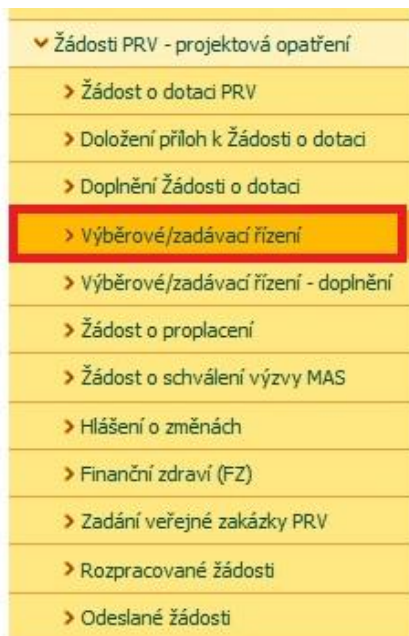 Žádosti PRV - projektová opatření
Žádost o dotaci PRV
Doložení příloh k Žádosti o dotaci
Doplnění Žádosti o dotaci
Výběrové/zadávací řízení
Výběrové/zadávací řízení - doplnění
Žádost o proplacení
Žádost o schválení výzvy MAS
Hlášení o změnách
Finanční zdraví (FZ)
Zadání veřejné zakázky PRV
Rozpracované žádosti
Odeslané žádosti